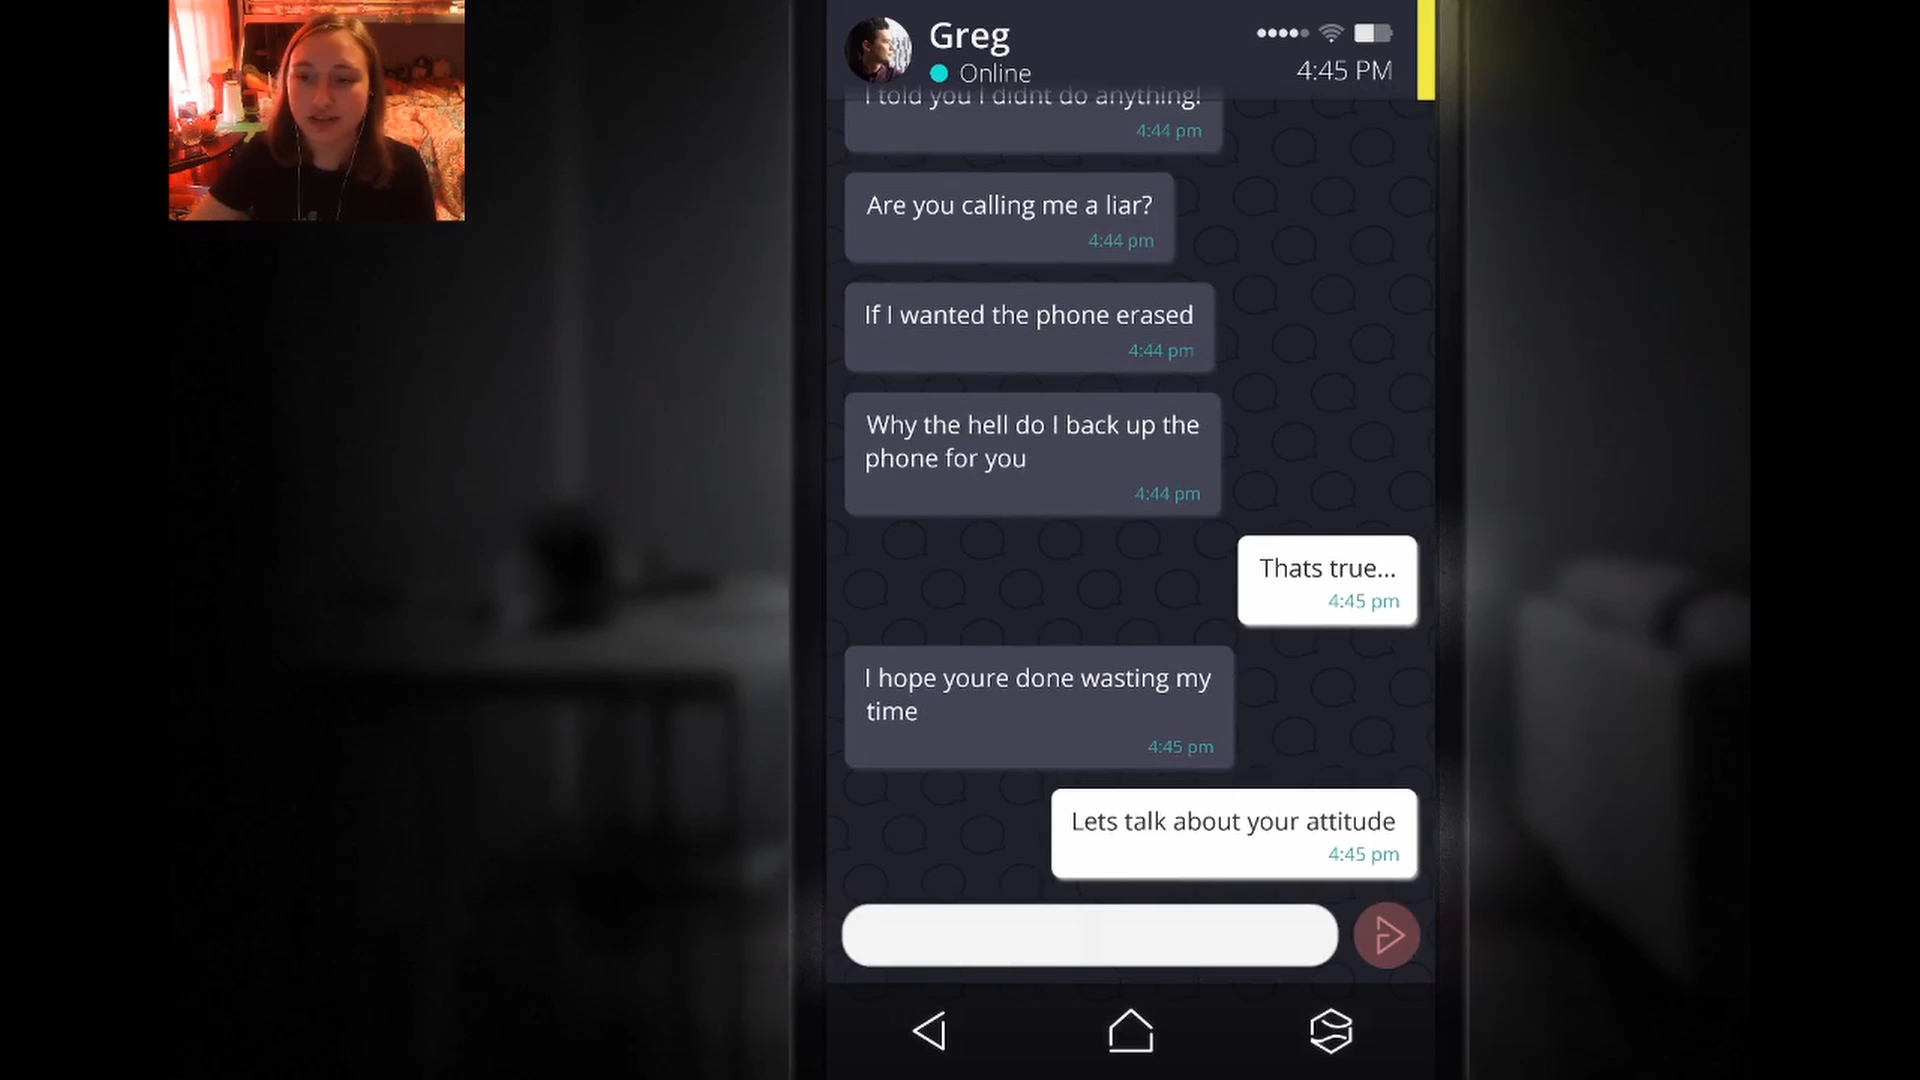 Greg
Online
4:45 PM
I told you I didnt do anything!
4:44 pm
Are you calling me a liar?
4:44 pm
If I wanted the phone erased
4:44 pm
Why the hell do I back up the
phone for you
4:44 pm
Thats true...
4:45 pm
I hope youre done wasting my
time
4:45 pm
Lets talk about your attitude
4:45 pm